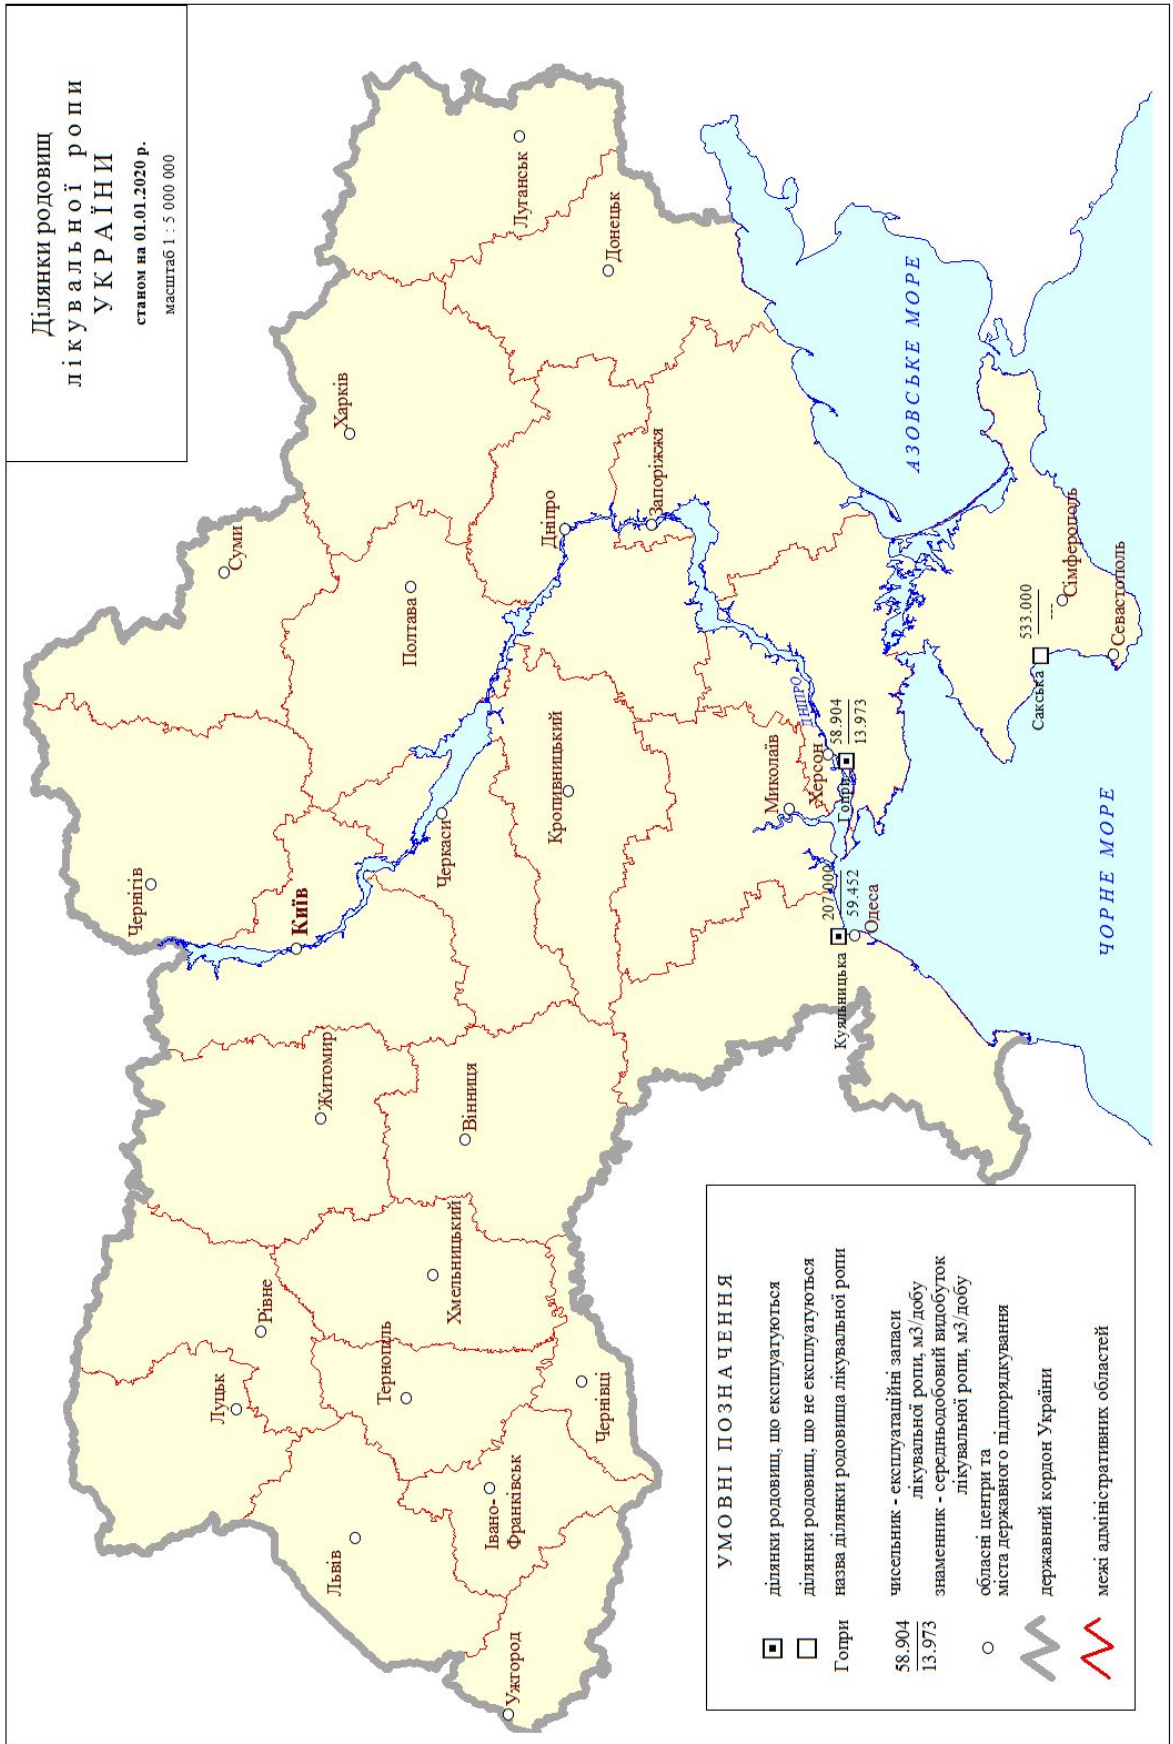 Ділянки родовищ
лікувальної ропи
УКРАЇНИ
станом на 01.01.2020 р.
масштаб 1 : 5 000 000
Чернігів
Суми
Київ
Житомир
Рівне
Луцьк
Львів
Тернопіль
Хмельницький
Вінниця
Черкаси
Полтава
Харків
Луганськ
Ужгород
Івано-
Франківськ
Чернівці
Кропивницький
Дніпро
Запоріжжя
Донецьк
Миколаїв
Херсон
ДНІПРО
Гопри
58.904
13.973
Куяльницька
207.000
59.452
Одеса
АЗОВСЬКЕ МОРЕ
Сакська
533.000
---
Сімферополь
Севастополь
ЧОРНЕ МОРЕ
УМОВНІ ПОЗНАЧЕННЯ
ділянки родовищ, що експлуатуються
ділянки родовищ, що не експлуатуються
Гопри назва ділянки родовища лікувальної ропи
58.904 чисельник - експлуатаційні запаси
лікувальної ропи, м3/добу
13.973 знаменник - середньодобовий видобуток
лікувальної ропи, м3/добу
обласні центри та
міста державного підпорядкування
державний кордон України
межі адміністративних областей